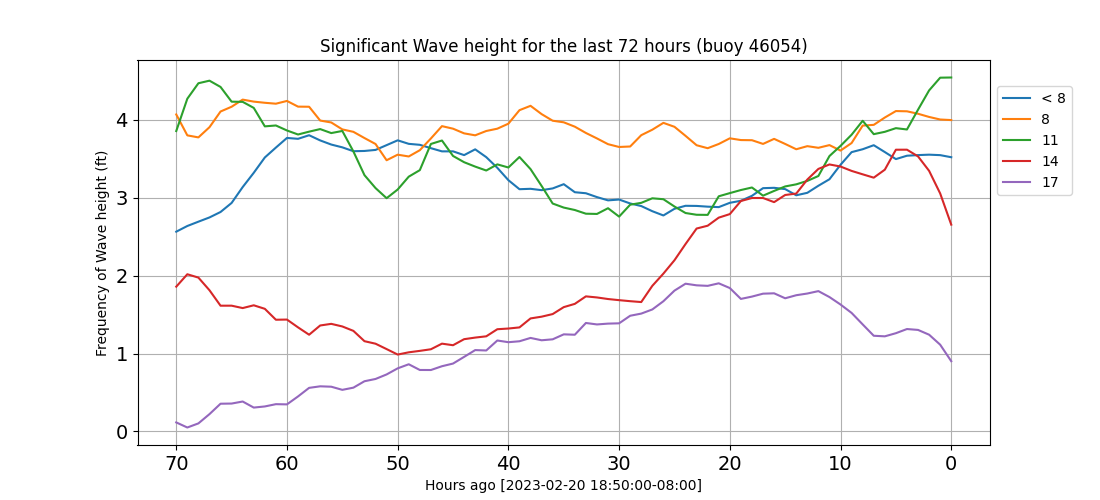 Significant Wave height for the last 72 hours (buoy 46054)
Frequency of Wave height (ft)
4
3
2
1
0
70 60 50 40 30 20 10 0
Hours ago [2023-02-20 18:50:00-08:00]
< 8
8
11
14
17